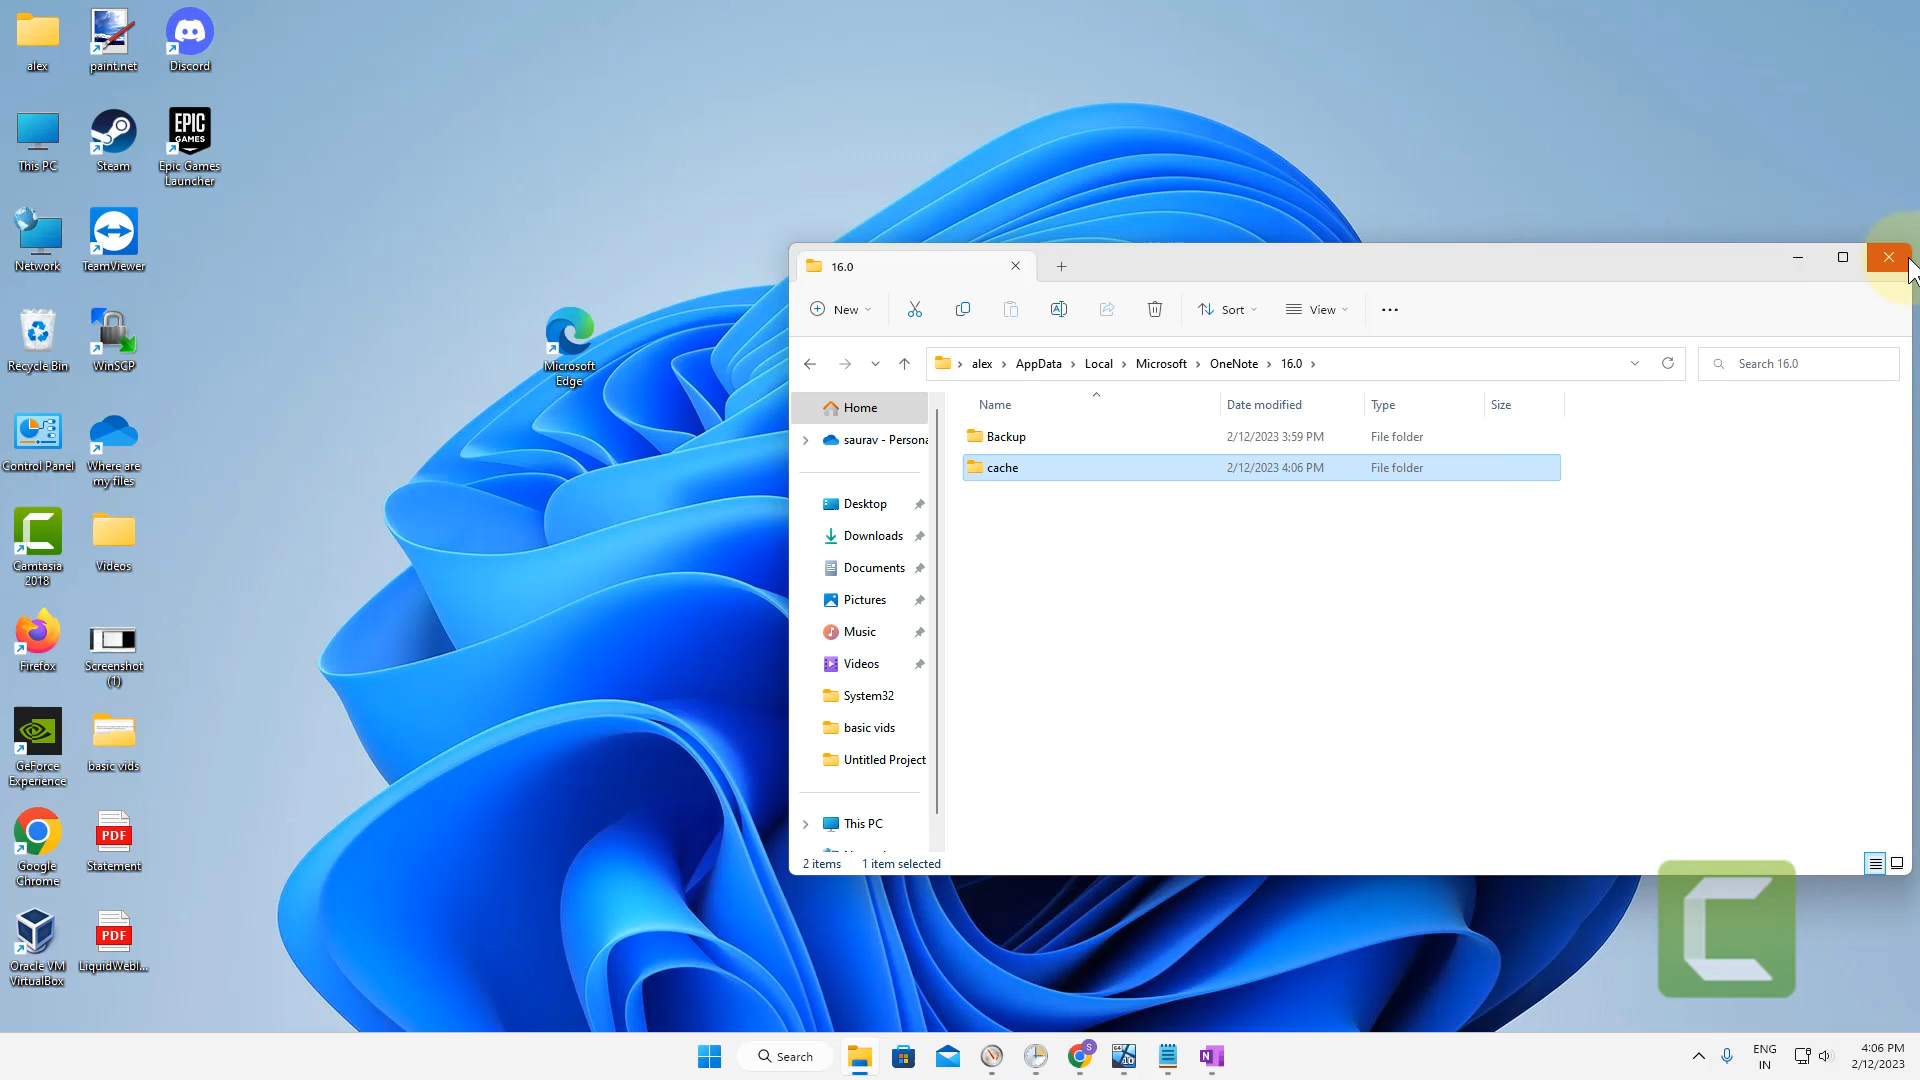 alex
paint.net
Discord
This PC
Steam
EPIC
GAMES
Epic Games
Launcher
Network
TeamViewer
Recycle Bin
WinSCP
Microsoft
Edge
Control Panel
Where are
my files
Camtasia
2018
Videos
Firefox
Screenshot
(1)
GeForce
Experience
basic vids
Google
Chrome
PDF
Statement
Oracle VM
VirtualBox
PDF
LiquidWebI...
16.0
New
Sort
View
alex
AppData
Local
Microsoft
OneNote
16.0
Search 16.0
Name
Date modified
Type
Size
Backup
2/12/2023 3:59 PM
File folder
cache
2/12/2023 4:06 PM
File folder
Home
saurav - Persona
Desktop
Downloads
Documents
Pictures
Music
Videos
System32
basic vids
Untitled Project
This PC
2 items
1 item selected
Search
ENG
IN
4:06 PM
2/12/2023